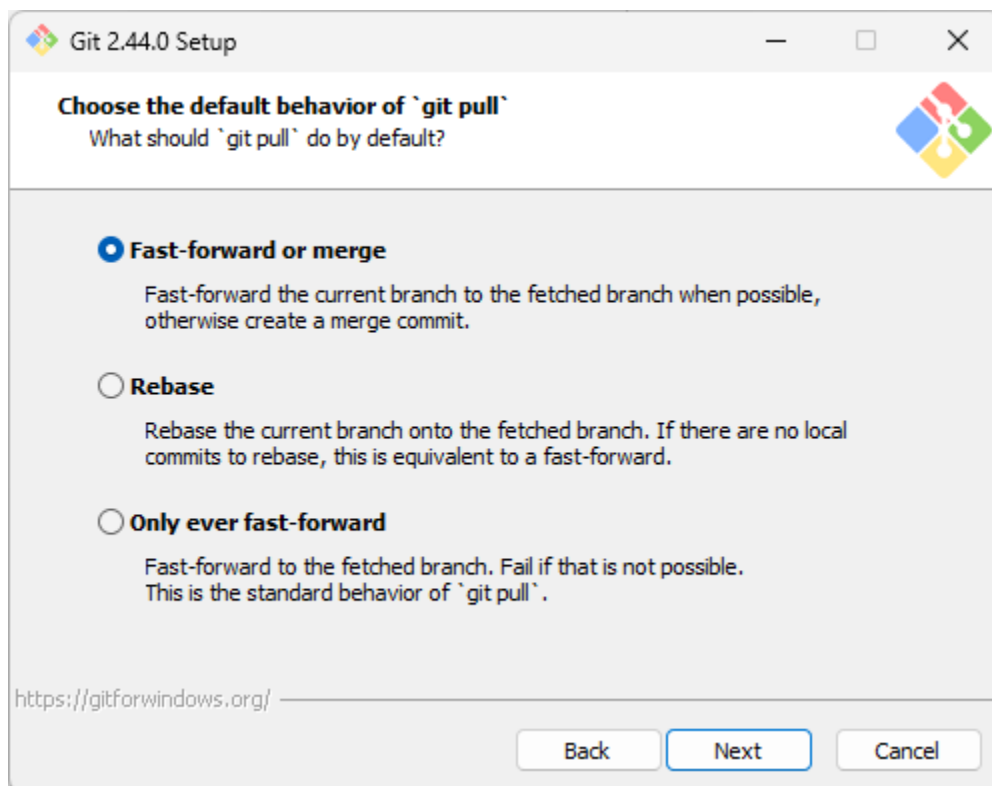 Git 2.44.0 Setup
Choose the default behavior of `git pull`
What should `git pull` do by default?
Fast-forward or merge
Fast-forward the current branch to the fetched branch when possible,
otherwise create a merge commit.
Rebase
Rebase the current branch onto the fetched branch. If there are no local
commits to rebase, this is equivalent to a fast-forward.
Only ever fast-forward
Fast-forward to the fetched branch. Fail if that is not possible.
This is the standard behavior of `git pull`.
https://gitforwindows.org/
Back Next Cancel